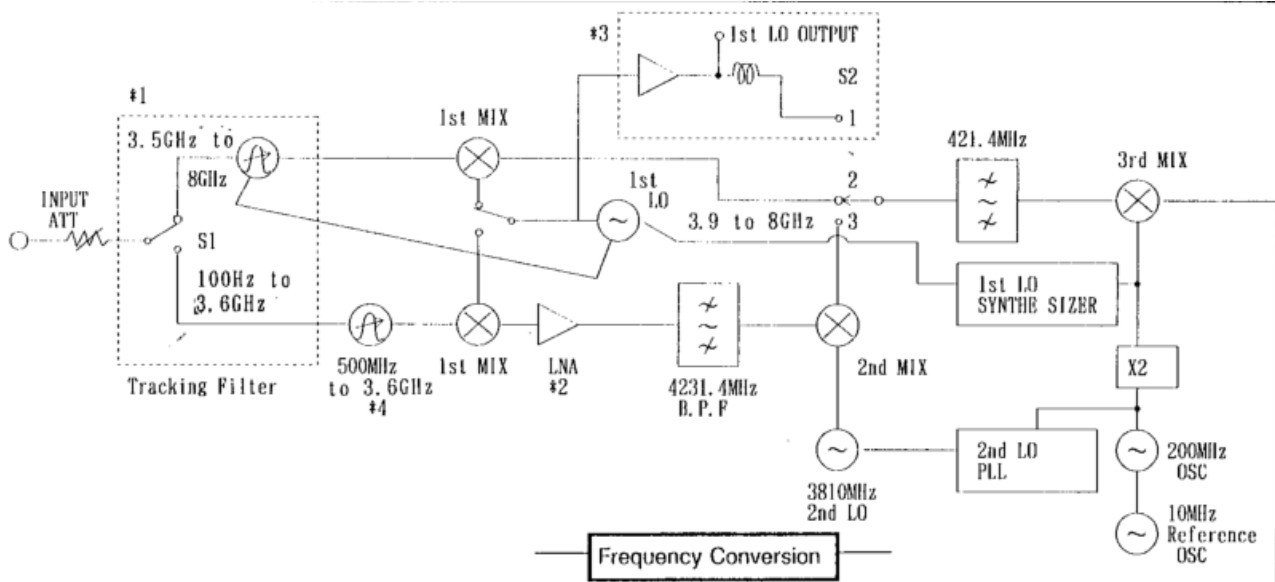 *3
1st LO OUTPUT
S2
1
*1
3.5GHz to
8GHz
1st MIX
421.4MHz
3rd MIX
INPUT
ATT
S1
1st
LO
2
3.9 to 8GHz
3
100Hz to
3.6GHz
1st LO
SYNTHE SIZER
Tracking Filter
500MHz
to 3.6GHz
*4
1st MIX
LNA
*2
4231.4MHz
B.P.F
2nd MIX
X2
3810MHz
2nd LO
2nd LO
PLL
200MHz
OSC
10MHz
Reference
OSC
Frequency Conversion